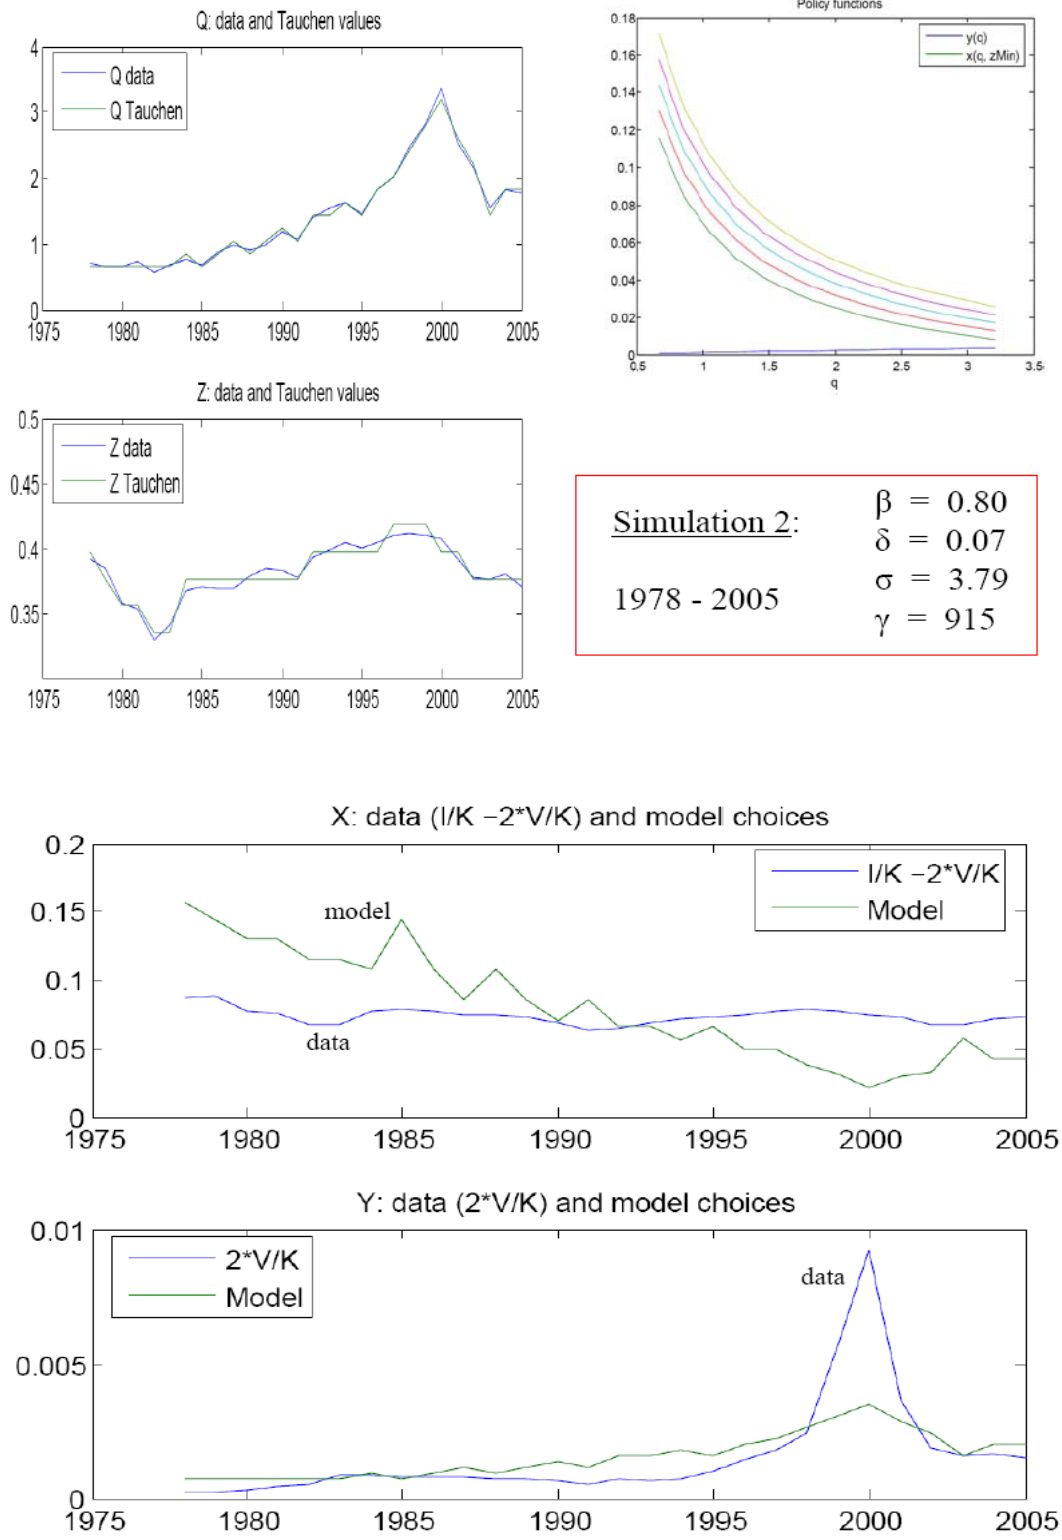 Q: data and Tauchen values
4
3
2
1
0
Q data
Q Tauchen
1975 1980 1985 1990 1995 2000 2005
Policy functions
0.18
0.16
0.14
0.12
0.1
0.08
0.06
0.04
0.02
0
y(q)
x(q, zMin)
0.5 1 1.5 2 2.5 3 3.5
q
Z: data and Tauchen values
0.5
0.45
0.4
0.35
Z data
Z Tauchen
1975 1980 1985 1990 1995 2000 2005
Simulation 2:
1978 - 2005
β = 0.80
δ = 0.07
σ = 3.79
γ = 915
X: data (I/K −2*V/K) and model choices
0.2
0.15
0.1
0.05
0
I/K −2*V/K
Model
model
data
1975 1980 1985 1990 1995 2000 2005
Y: data (2*V/K) and model choices
0.01
0.005
0
2*V/K
Model
data
1975 1980 1985 1990 1995 2000 2005